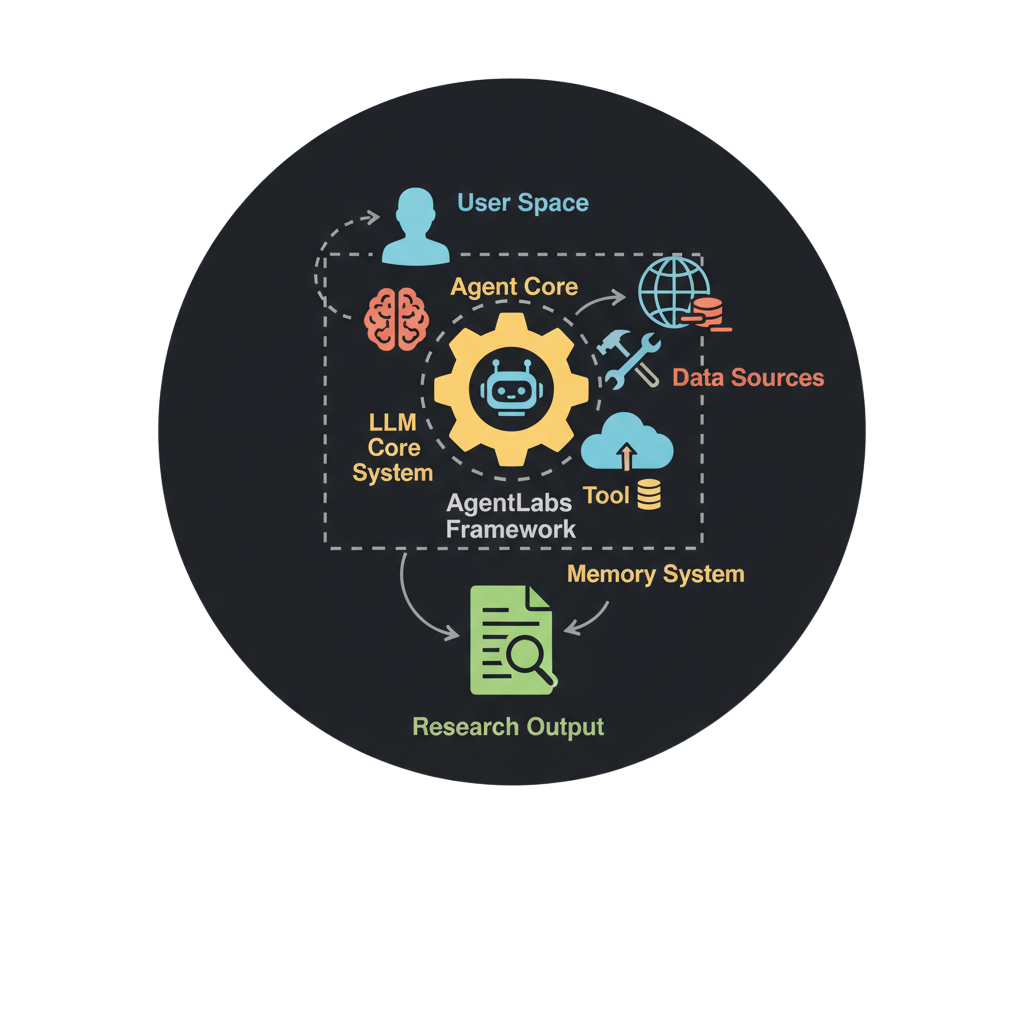 User Space
Agent Core
Data Sources
LLM
Core
System
AgentLabs
Framework
Tool
Memory System
Research Output